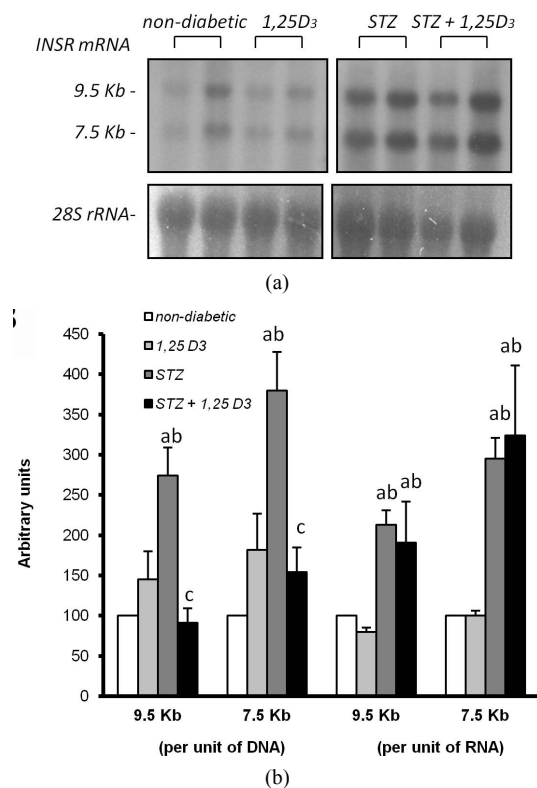 non-diabetic 1,25D3 STZ STZ + 1,25D3
INSR mRNA
9.5 Kb -
7.5 Kb -
28S rRNA-
(a)
non-diabetic
1,25 D3
STZ
STZ + 1,25 D3
450
400
350
300
250
200
150
100
50
0
Arbitrary units
ab
c
ab
c
ab
ab
ab
ab
9.5 Kb 7.5 Kb 9.5 Kb 7.5 Kb
(per unit of DNA) (per unit of RNA)
(b)